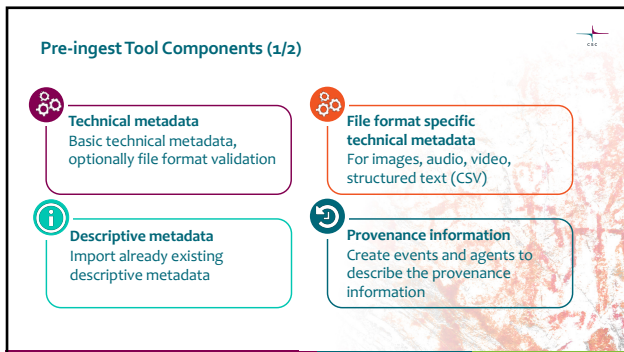 Pre-ingest Tool Components (1/2)
CSC
Technical metadata
Basic technical metadata,
optionally file format validation
File format specific
technical metadata
For images, audio, video,
structured text (CSV)
Descriptive metadata
Import already existing
descriptive metadata
Provenance information
Create events and agents to
describe the provenance
information